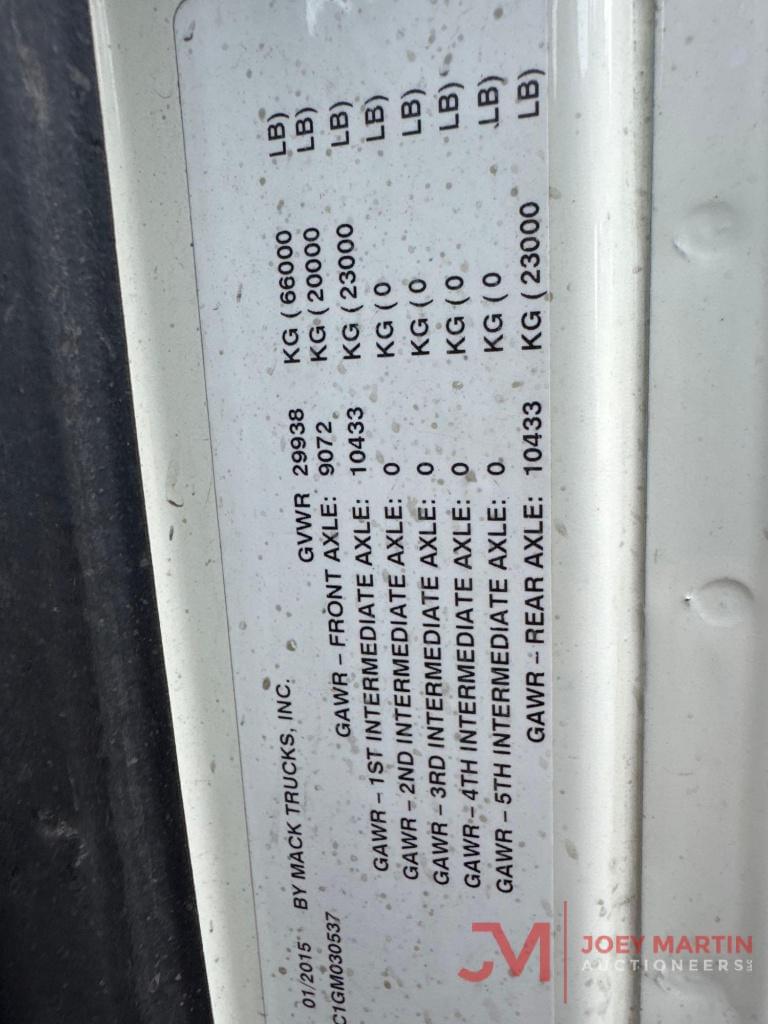 01/2015 BY MACK TRUCKS, INC.
C1GM030537
GVWR 29938 KG (66000 LB)
GAWR – FRONT AXLE: 9072 KG (20000 LB)
GAWR – 1ST INTERMEDIATE AXLE: 10433 KG (23000 LB)
GAWR – 2ND INTERMEDIATE AXLE: 0 KG (0 LB)
GAWR – 3RD INTERMEDIATE AXLE: 0 KG (0 LB)
GAWR – 4TH INTERMEDIATE AXLE: 0 KG (0 LB)
GAWR – 5TH INTERMEDIATE AXLE: 0 KG (0 LB)
GAWR – REAR AXLE: 10433 KG (23000 LB)
JM
JOEY MARTIN
AUCTIONEERS LLC